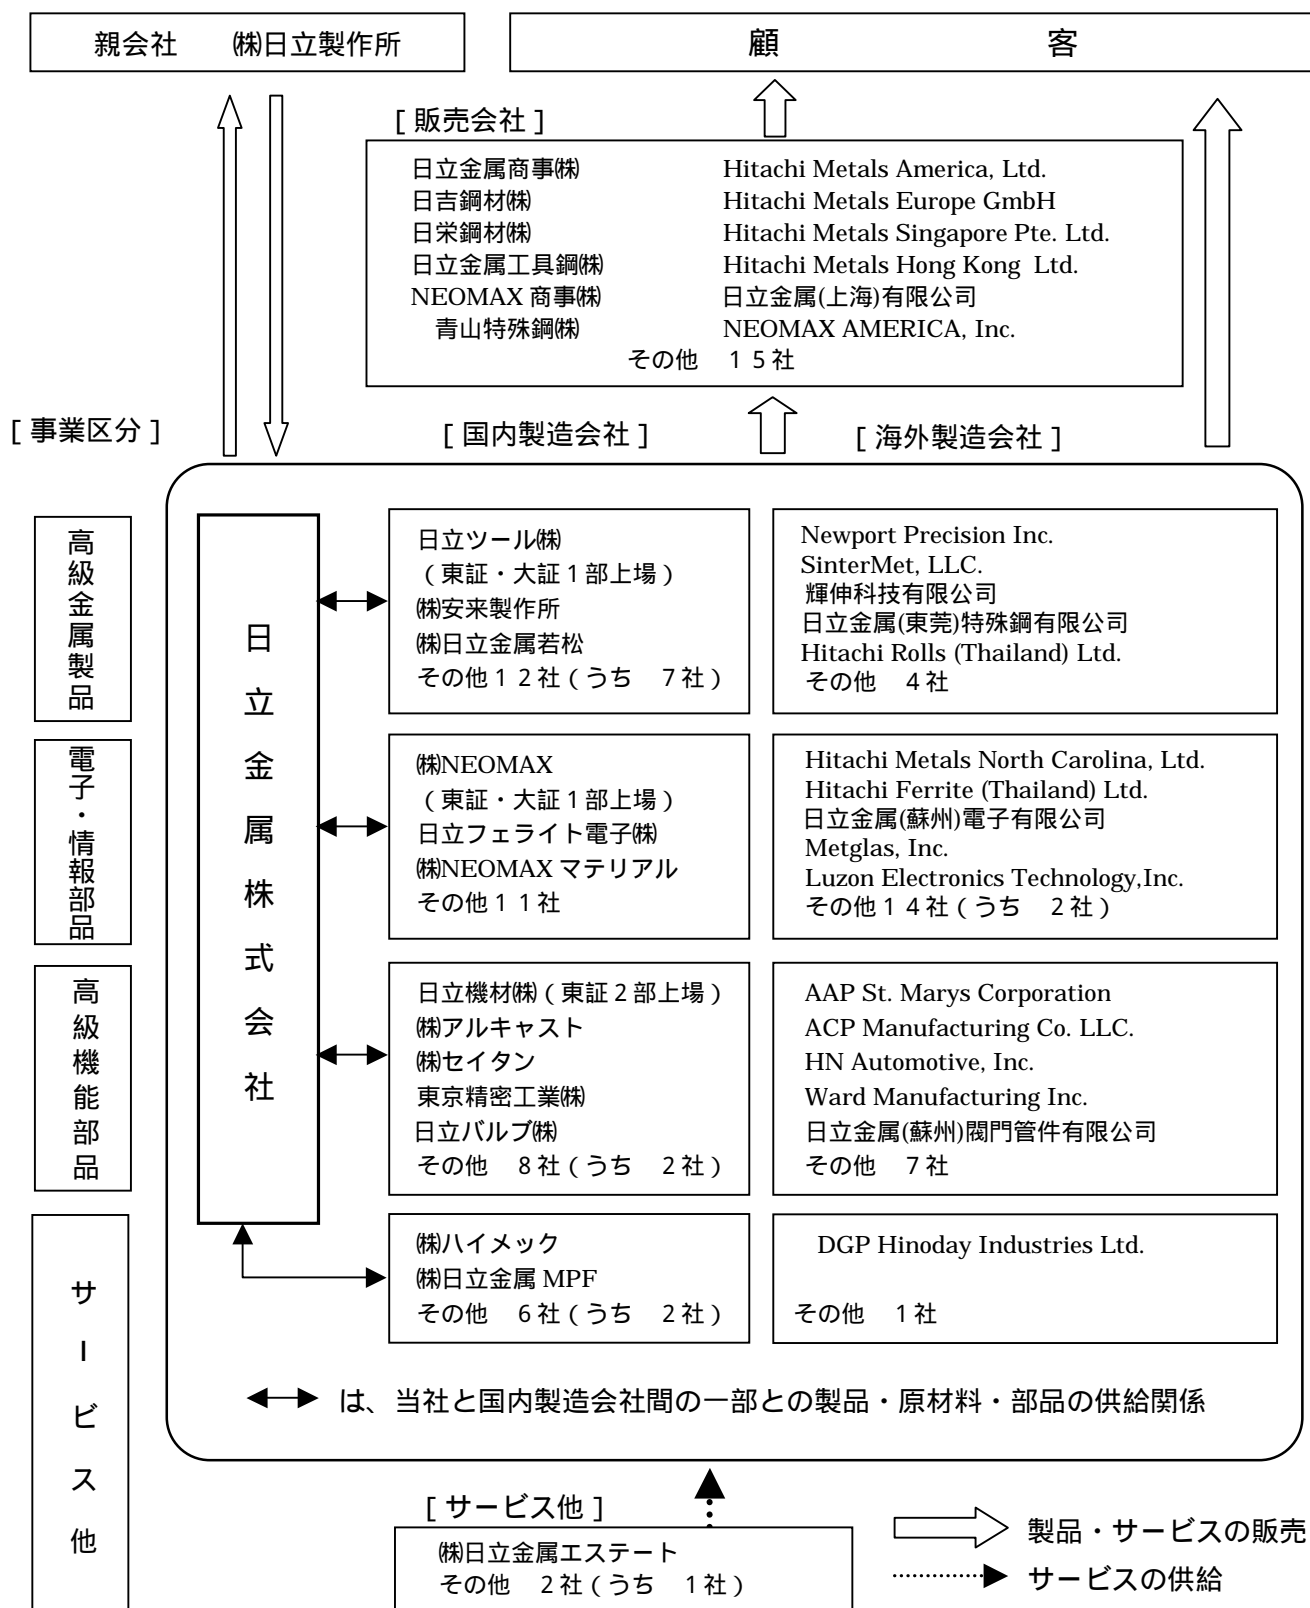 親会社 ㈱日立製作所
顧 客
[ 販売会社 ]
日立金属商事㈱ Hitachi Metals America, Ltd.
日吉鋼材㈱ Hitachi Metals Europe GmbH
日栄鋼材㈱ Hitachi Metals Singapore Pte. Ltd.
日立金属工具鋼㈱ Hitachi Metals Hong Kong Ltd.
NEOMAX 商事㈱ 日立金属(上海)有限公司
青山特殊鋼㈱ NEOMAX AMERICA, Inc.
その他 15社
[ 事業区分 ]
[ 国内製造会社 ]
[ 海外製造会社 ]
日立金属株式会社
高級金属製品
日立ツール㈱
(東証・大証1部上場)
㈱安来製作所
㈱日立金属若松
その他12社(うち 7社)
Newport Precision Inc.
SinterMet, LLC.
輝伸科技有限公司
日立金属(東莞)特殊鋼有限公司
Hitachi Rolls (Thailand) Ltd.
その他 4社
電子・情報部品
㈱NEOMAX
(東証・大証1部上場)
日立フェライト電子㈱
㈱NEOMAX マテリアル
その他11社
Hitachi Metals North Carolina, Ltd.
Hitachi Ferrite (Thailand) Ltd.
日立金属(蘇州)電子有限公司
Metglas, Inc.
Luzon Electronics Technology,Inc.
その他14社(うち 2社)
高級機能部品
日立機材㈱(東証2部上場)
㈱アルキャスト
㈱セイタン
東京精密工業㈱
日立バルブ㈱
その他 8社(うち 2社)
AAP St. Marys Corporation
ACP Manufacturing Co. LLC.
HN Automotive, Inc.
Ward Manufacturing Inc.
日立金属(蘇州)閥門管件有限公司
その他 7社
サービス他
㈱ハイメック
㈱日立金属 MPF
その他 6社(うち 2社)
DGP Hinoday Industries Ltd.
その他 1社
は、当社と国内製造会社間の一部との製品・原材料・部品の供給関係
[ サービス他 ]
㈱日立金属エステート
その他 2社(うち 1社)
製品・サービスの販売
サービスの供給